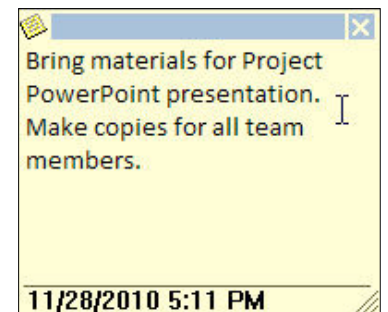 Bring materials for Project
PowerPoint presentation.
Make copies for all team
members.
11/28/2010 5:11 PM